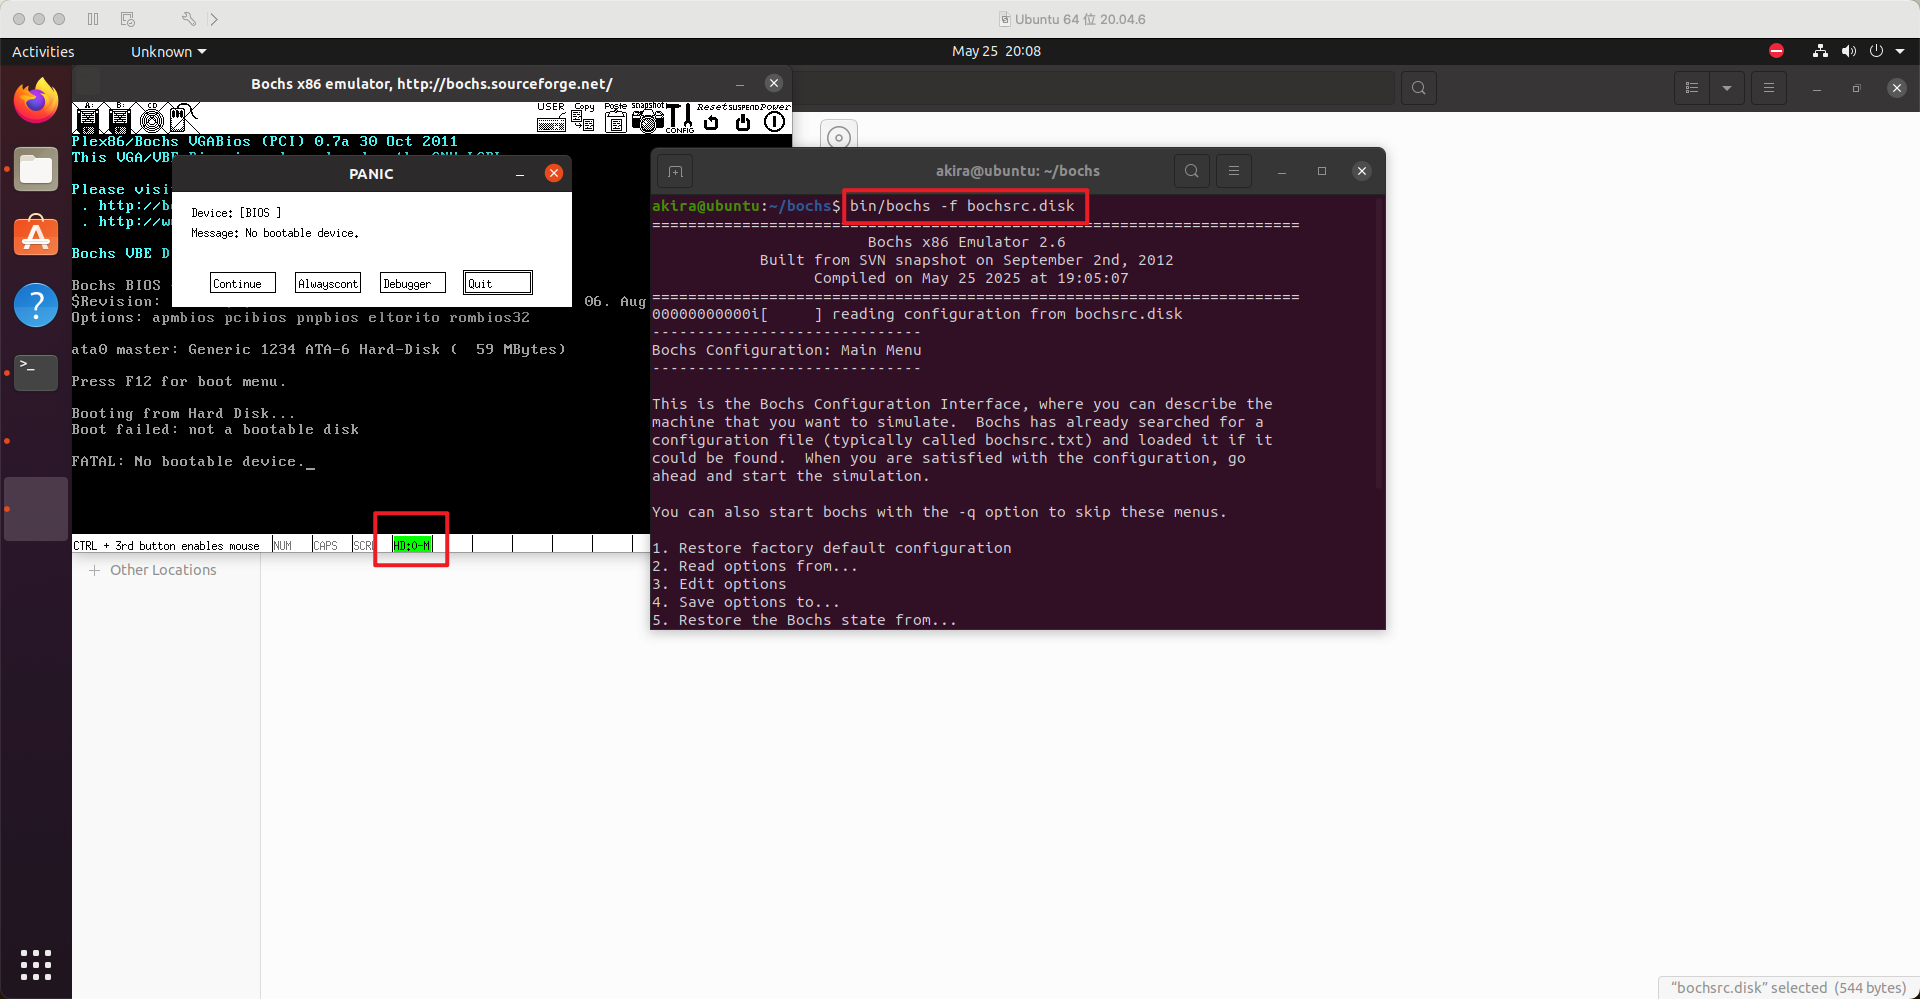 Ubuntu 64 位 20.04.6
Activities
Unknown
May 25 20:08
Bochs x86 emulator, http://bochs.sourceforge.net/
A:
B:
CD
USER
Copy
Paste
snapshot
CONFIG
Reset
SUSPEND
Power
Plex86/Bochs VGABios (PCI) 0.7a 30 Oct 2011
This VGA/VBE
Please visi
. http://b
. http://w
Bochs VBE D
Bochs BIOS
$Revision:
06. Aug
Options: apmbios pcibios pnpbios eltorito rombios32
ata0 master: Generic 1234 ATA-6 Hard-Disk (  59 MBytes)
Press F12 for boot menu.
Booting from Hard Disk...
Boot failed: not a bootable disk
FATAL: No bootable device._
CTRL + 3rd button enables mouse
NUM
CAPS
SCRL
HD:0-M
PANIC
Device: [BIOS ]
Message: No bootable device.
Continue
Alwayscont
Debugger
Quit
Other Locations
akira@ubuntu: ~/bochs
akira@ubuntu:~/bochs$ bin/bochs -f bochsrc.disk
========================================================================
Bochs x86 Emulator 2.6
Built from SVN snapshot on September 2nd, 2012
Compiled on May 25 2025 at 19:05:07
========================================================================
00000000000i[     ] reading configuration from bochsrc.disk
------------------------------
Bochs Configuration: Main Menu
------------------------------
This is the Bochs Configuration Interface, where you can describe the
machine that you want to simulate.  Bochs has already searched for a
configuration file (typically called bochsrc.txt) and loaded it if it
could be found.  When you are satisfied with the configuration, go
ahead and start the simulation.
You can also start bochs with the -q option to skip these menus.
1. Restore factory default configuration
2. Read options from...
3. Edit options
4. Save options to...
5. Restore the Bochs state from...
“bochsrc.disk” selected (544 bytes)